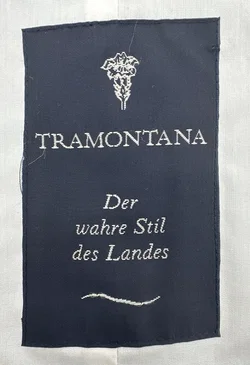 TRAMONTANA
Der
wahre Stil
des Landes